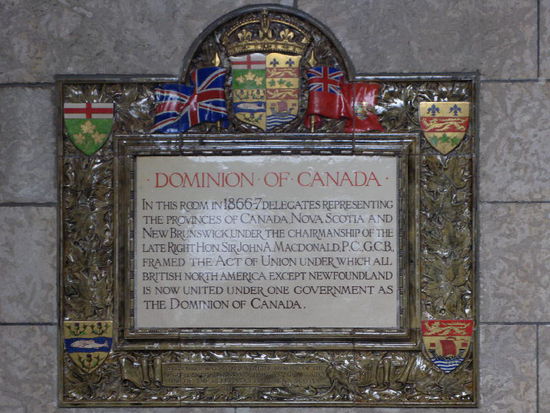 DOMINION · OF · CANADA
IN THIS ROOM IN 1866-7 DELEGATES REPRESENTING
THE PROVINCES OF CANADA, NOVA SCOTIA AND
NEW BRUNSWICK, UNDER THE CHAIRMANSHIP OF THE
LATE RIGHT HON. SIR JOHN A. MACDONALD, P.C., G.C.B.,
FRAMED THE ACT OF UNION UNDER WHICH ALL
BRITISH NORTH AMERICA EXCEPT NEWFOUNDLAND
IS NOW UNITED UNDER ONE GOVERNMENT AS
THE DOMINION OF CANADA.